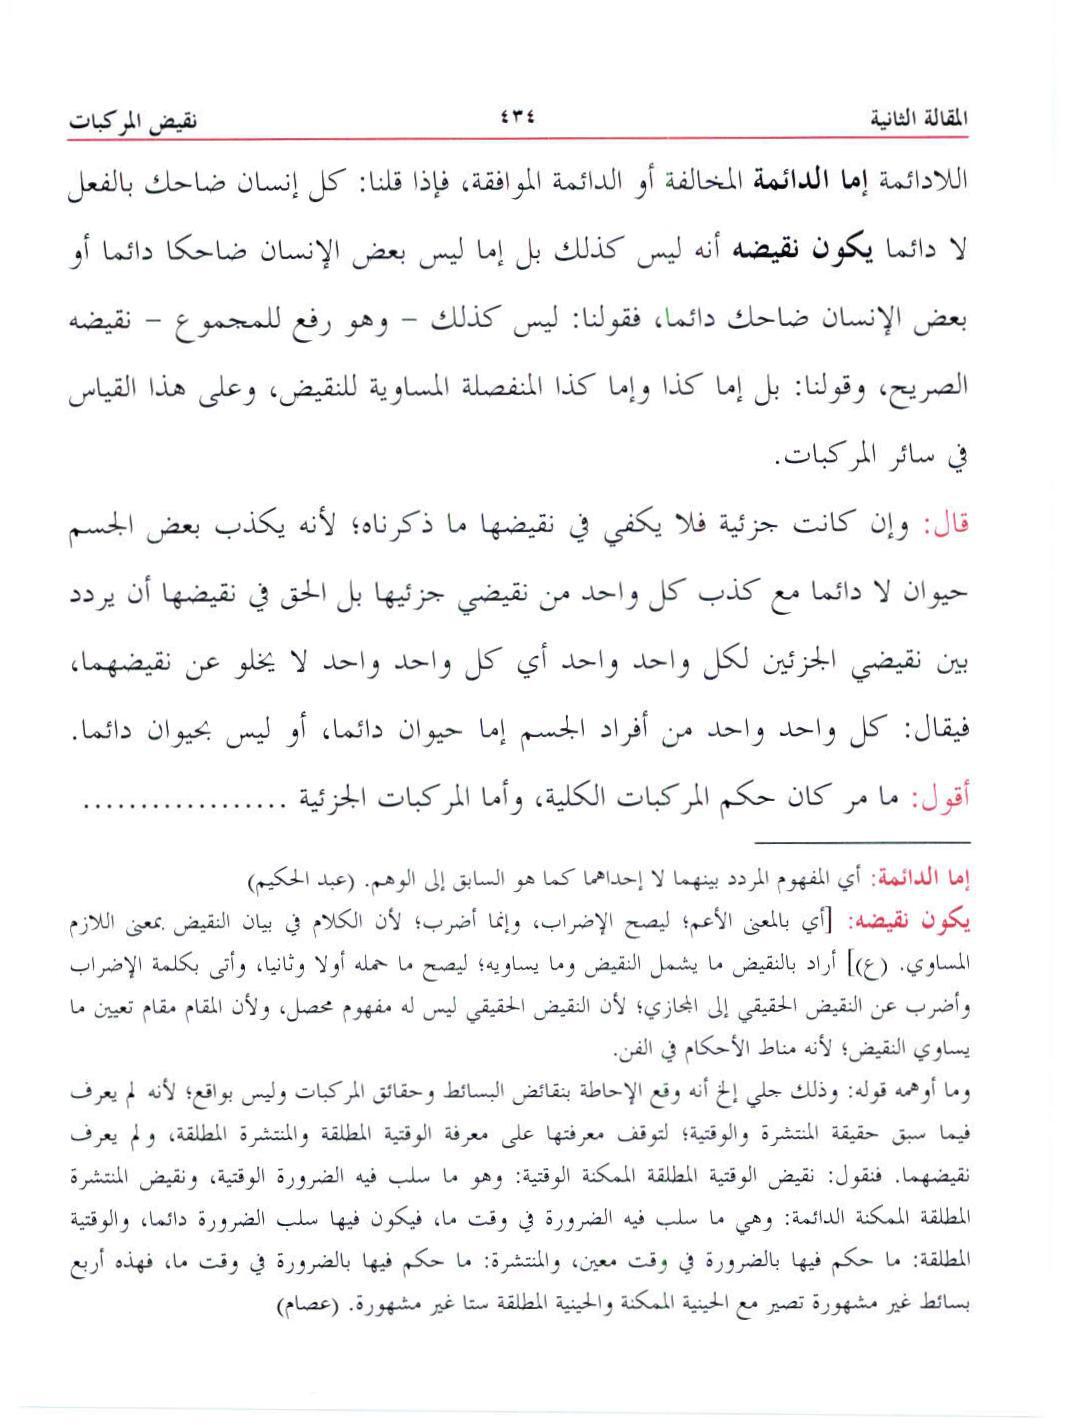 المقالة الثانية ٤٣٤ نقيض المركبات
اللادائمة إما الدائمة المخالفة أو الدائمة الموافقة، فإذا قلنا: كل إنسان ضاحك بالفعل
لا دائما يكون نقيضه أنه ليس كذلك بل إما ليس بعض الإنسان ضاحكا دائما أو
بعض الإنسان ضاحك دائما، فقولنا: ليس كذلك – وهو رفع للمجموع – نقيضه
الصريح، وقولنا: بل إما كذا وإما كذا المنفصلة المساوية للنقيض، وعلى هذا القياس
في سائر المركبات.
قال: وإن كانت جزئية فلا يكفي في نقيضها ما ذكرناه؛ لأنه يكذب بعض الجسم
حيوان لا دائما مع كذب كل واحد من نقيضي جزئيها بل الحق في نقيضها أن يردد
بين نقيضي الجزئين لكل واحد واحد أي كل واحد واحد لا يخلو عن نقيضهما،
فيقال: كل واحد واحد من أفراد الجسم إما حيوان دائما، أو ليس بحيوان دائما.
أقول: ما مر كان حكم المركبات الكلية، وأما المركبات الجزئية ..................
إما الدائمة: أي المفهوم المردد بينهما لا إحداهما كما هو السابق إلى الوهم. (عبد الحكيم)
يكون نقيضه: [أي بالمعنى الأعم؛ ليصح الإضراب، وإنما أضرب؛ لأن الكلام في بيان النقيض بمعنى اللازم
المساوي. (ع)] أراد بالنقيض ما يشمل النقيض وما يساويه؛ ليصح ما حمله أولا وثانيا، وأتى بكلمة الإضراب
وأضرب عن النقيض الحقيقي إلى المجازي؛ لأن النقيض الحقيقي ليس له مفهوم محصل، ولأن المقام مقام تعيين ما
يساوي النقيض؛ لأنه مناط الأحكام في الفن.
وما أوهمه قوله: وذلك جلي إلخ أنه وقع الإحاطة بنقائض البسائط وحقائق المركبات وليس بواقع؛ لأنه لم يعرف
فيما سبق حقيقة المنتشرة والوقتية؛ لتوقف معرفتها على معرفة الوقتية المطلقة والمنتشرة المطلقة، ولم يعرف
نقيضهما. فنقول: نقيض الوقتية المطلقة الممكنة الوقتية: وهو ما سلب فيه الضرورة الوقتية، ونقيض المنتشرة
المطلقة الممكنة الدائمة: وهي ما سلب فيه الضرورة في وقت ما، فيكون فيها سلب الضرورة دائما، والوقتية
المطلقة: ما حكم فيها بالضرورة في وقت معين، والمنتشرة: ما حكم فيها بالضرورة في وقت ما، فهذه أربع
بسائط غير مشهورة تصير مع الحينية الممكنة والحينية المطلقة ستا غير مشهورة. (عصام)